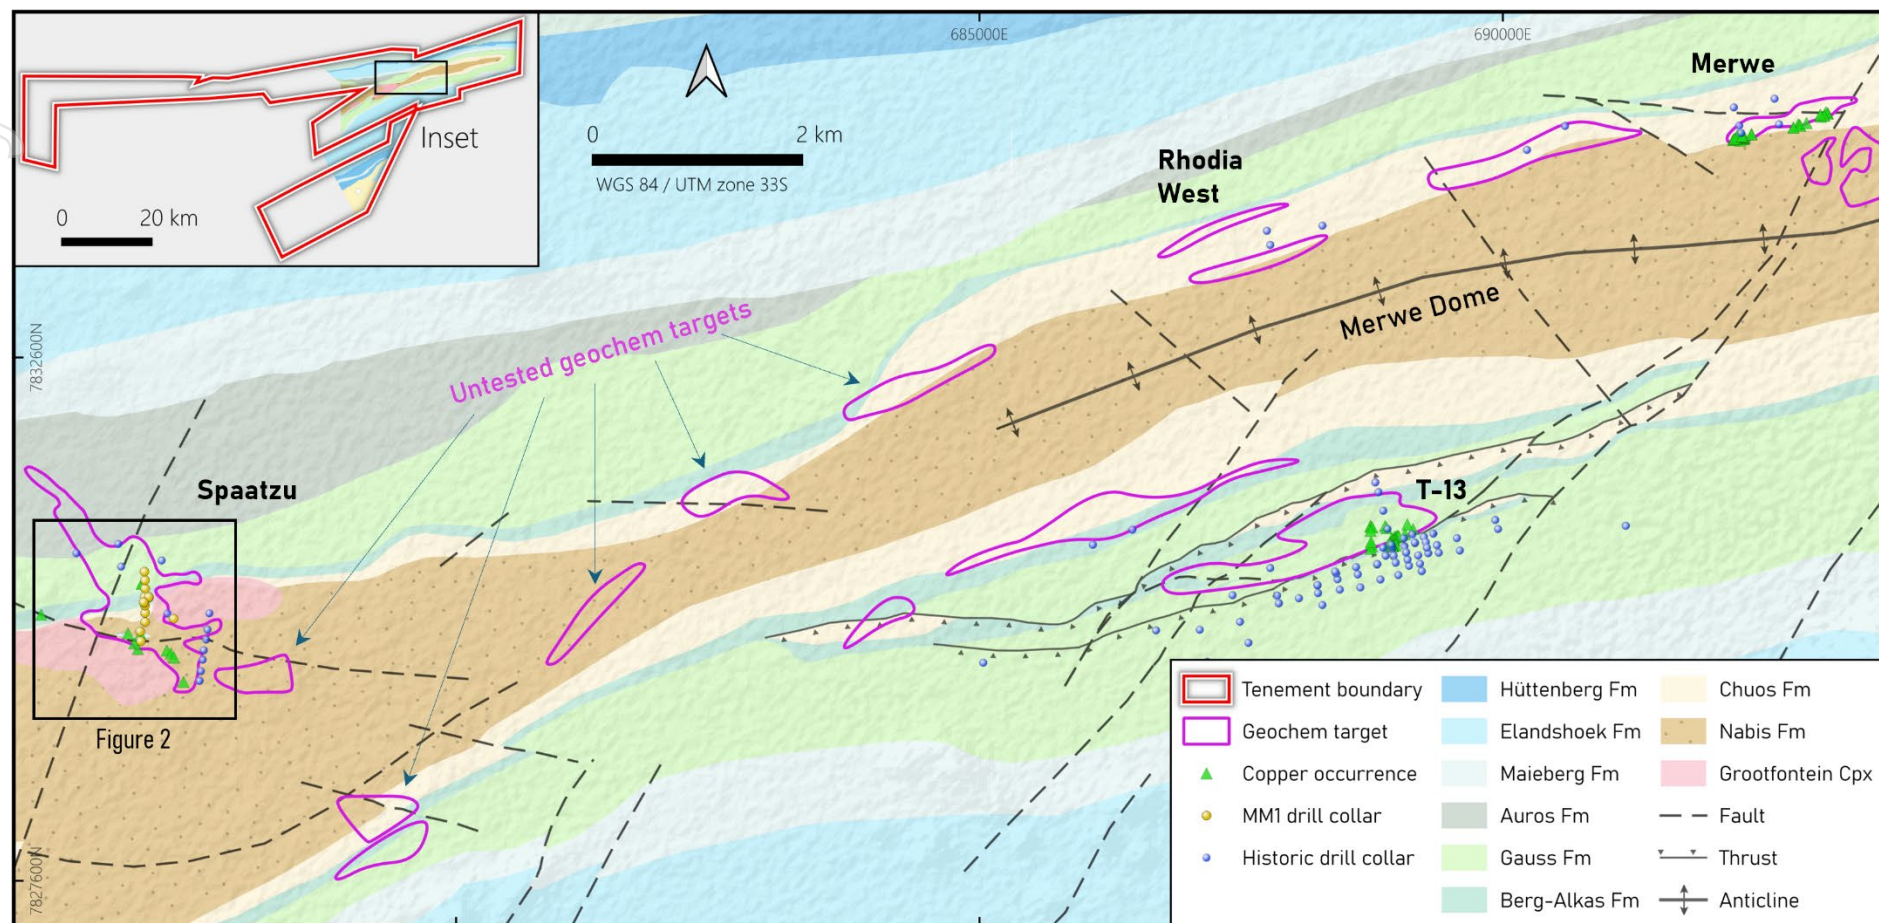 685000E
690000E
Merwe
Inset
0 20 km
0 2 km
WGS 84 / UTM zone 33S
Rhodia
West
Merwe Dome
7832600N
Untested geochem targets
Spaatzu
T-13
Figure 2
7827600N
Tenement boundary
Geochem target
Copper occurrence
MM1 drill collar
Historic drill collar
Hüttenberg Fm
Elandshoek Fm
Maieberg Fm
Auros Fm
Gauss Fm
Berg-Alkas Fm
Chuos Fm
Nabis Fm
Grootfontein Cpx
Fault
Thrust
Anticline